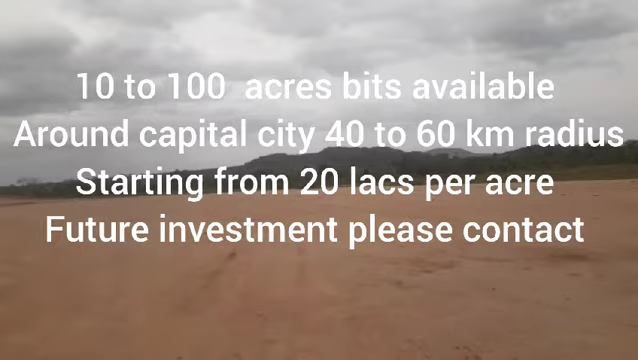 10 to 100 acres bits available
Around capital city 40 to 60 km radius
Starting from 20 lacs per acre
Future investment please contact